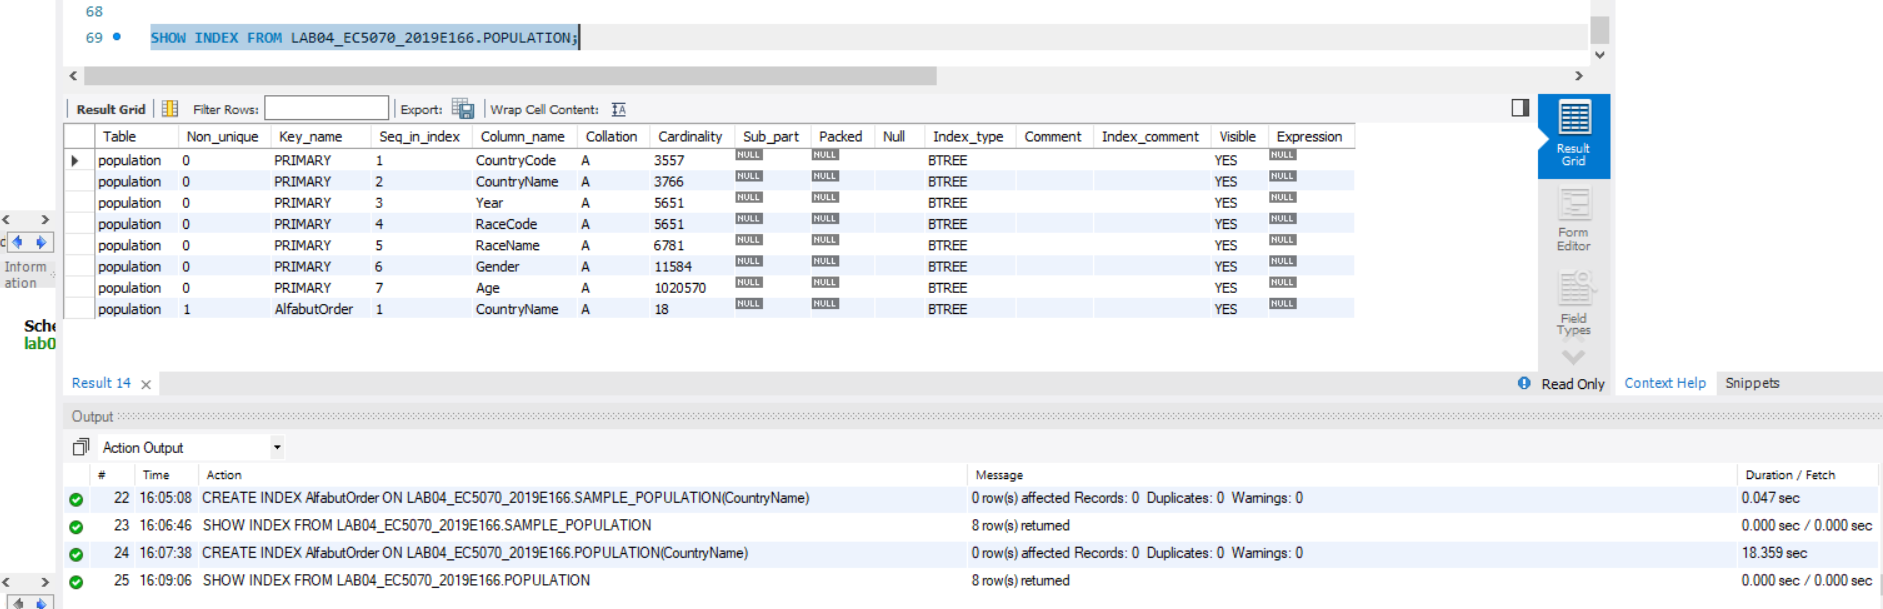 68
69 SHOW INDEX FROM LAB04_EC5070_2019E166.POPULATION;
Result Grid Filter Rows: Export: Wrap Cell Content: IA
Table Non_unique Key_name Seq_in_index Column_name Collation Cardinality Sub_part Packed Null Index_type Comment Index_comment Visible Expression
population 0 PRIMARY 1 CountryCode A 3557 NULL NULL BTREE YES NULL
population 0 PRIMARY 2 CountryName A 3766 NULL NULL BTREE YES NULL
population 0 PRIMARY 3 Year A 5651 NULL NULL BTREE YES NULL
population 0 PRIMARY 4 RaceCode A 5651 NULL NULL BTREE YES NULL
population 0 PRIMARY 5 RaceName A 6781 NULL NULL BTREE YES NULL
population 0 PRIMARY 6 Gender A 11584 NULL NULL BTREE YES NULL
population 0 PRIMARY 7 Age A 1020570 NULL NULL BTREE YES NULL
population 1 AlfabutOrder 1 CountryName A 18 NULL NULL BTREE YES NULL
Result
Grid
Form
Editor
Field
Types
Inform
ation
Sche
lab0
Result 14 Read Only Context Help Snippets
Output
Action Output
# Time Action Message Duration / Fetch
22 16:05:08 CREATE INDEX AlfabutOrder ON LAB04_EC5070_2019E166.SAMPLE_POPULATION(CountryName) 0 row(s) affected Records: 0 Duplicates: 0 Warnings: 0 0.047 sec
23 16:06:46 SHOW INDEX FROM LAB04_EC5070_2019E166.SAMPLE_POPULATION 8 row(s) returned 0.000 sec / 0.000 sec
24 16:07:38 CREATE INDEX AlfabutOrder ON LAB04_EC5070_2019E166.POPULATION(CountryName) 0 row(s) affected Records: 0 Duplicates: 0 Warnings: 0 18.359 sec
25 16:09:06 SHOW INDEX FROM LAB04_EC5070_2019E166.POPULATION 8 row(s) returned 0.000 sec / 0.000 sec